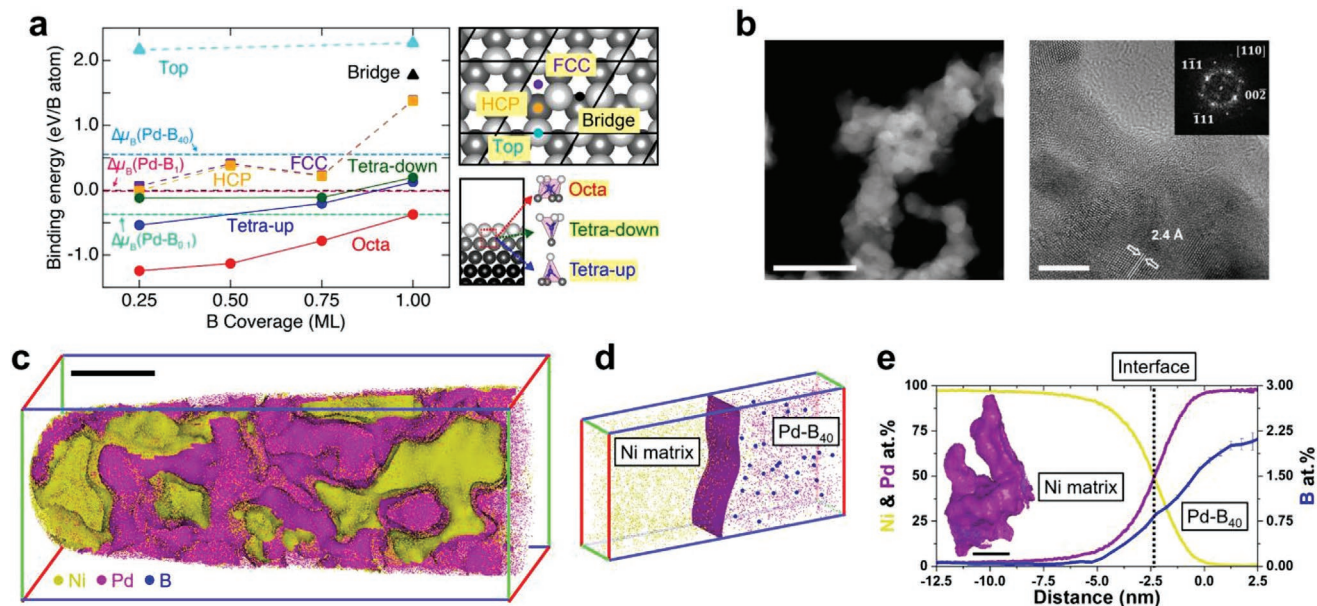 a
Binding energy (eV/B atom)
2.0
1.0
0.0
-1.0
0.25
0.50
0.75
1.00
B Coverage (ML)
Top
Bridge
Δμ_B(Pd-B₄₀)
Δμ_B(Pd-B₁)
FCC
HCP
Tetra-down
Δμ_B(Pd-B₀.₁)
Tetra-up
Octa
FCC
HCP
Bridge
Top
Octa
Tetra-down
Tetra-up
b
2.4 Å
[110]
11̄1
002̄
1̄11
c
Ni
Pd
B
d
Ni matrix
Pd-B₄₀
e
Interface
Ni & Pd at.%
100
75
50
25
0
Ni matrix
Pd-B₄₀
3.00
2.25
1.50
0.75
0.00
B at.%
-12.5
-10.0
-7.5
-5.0
-2.5
0.0
2.5
Distance (nm)